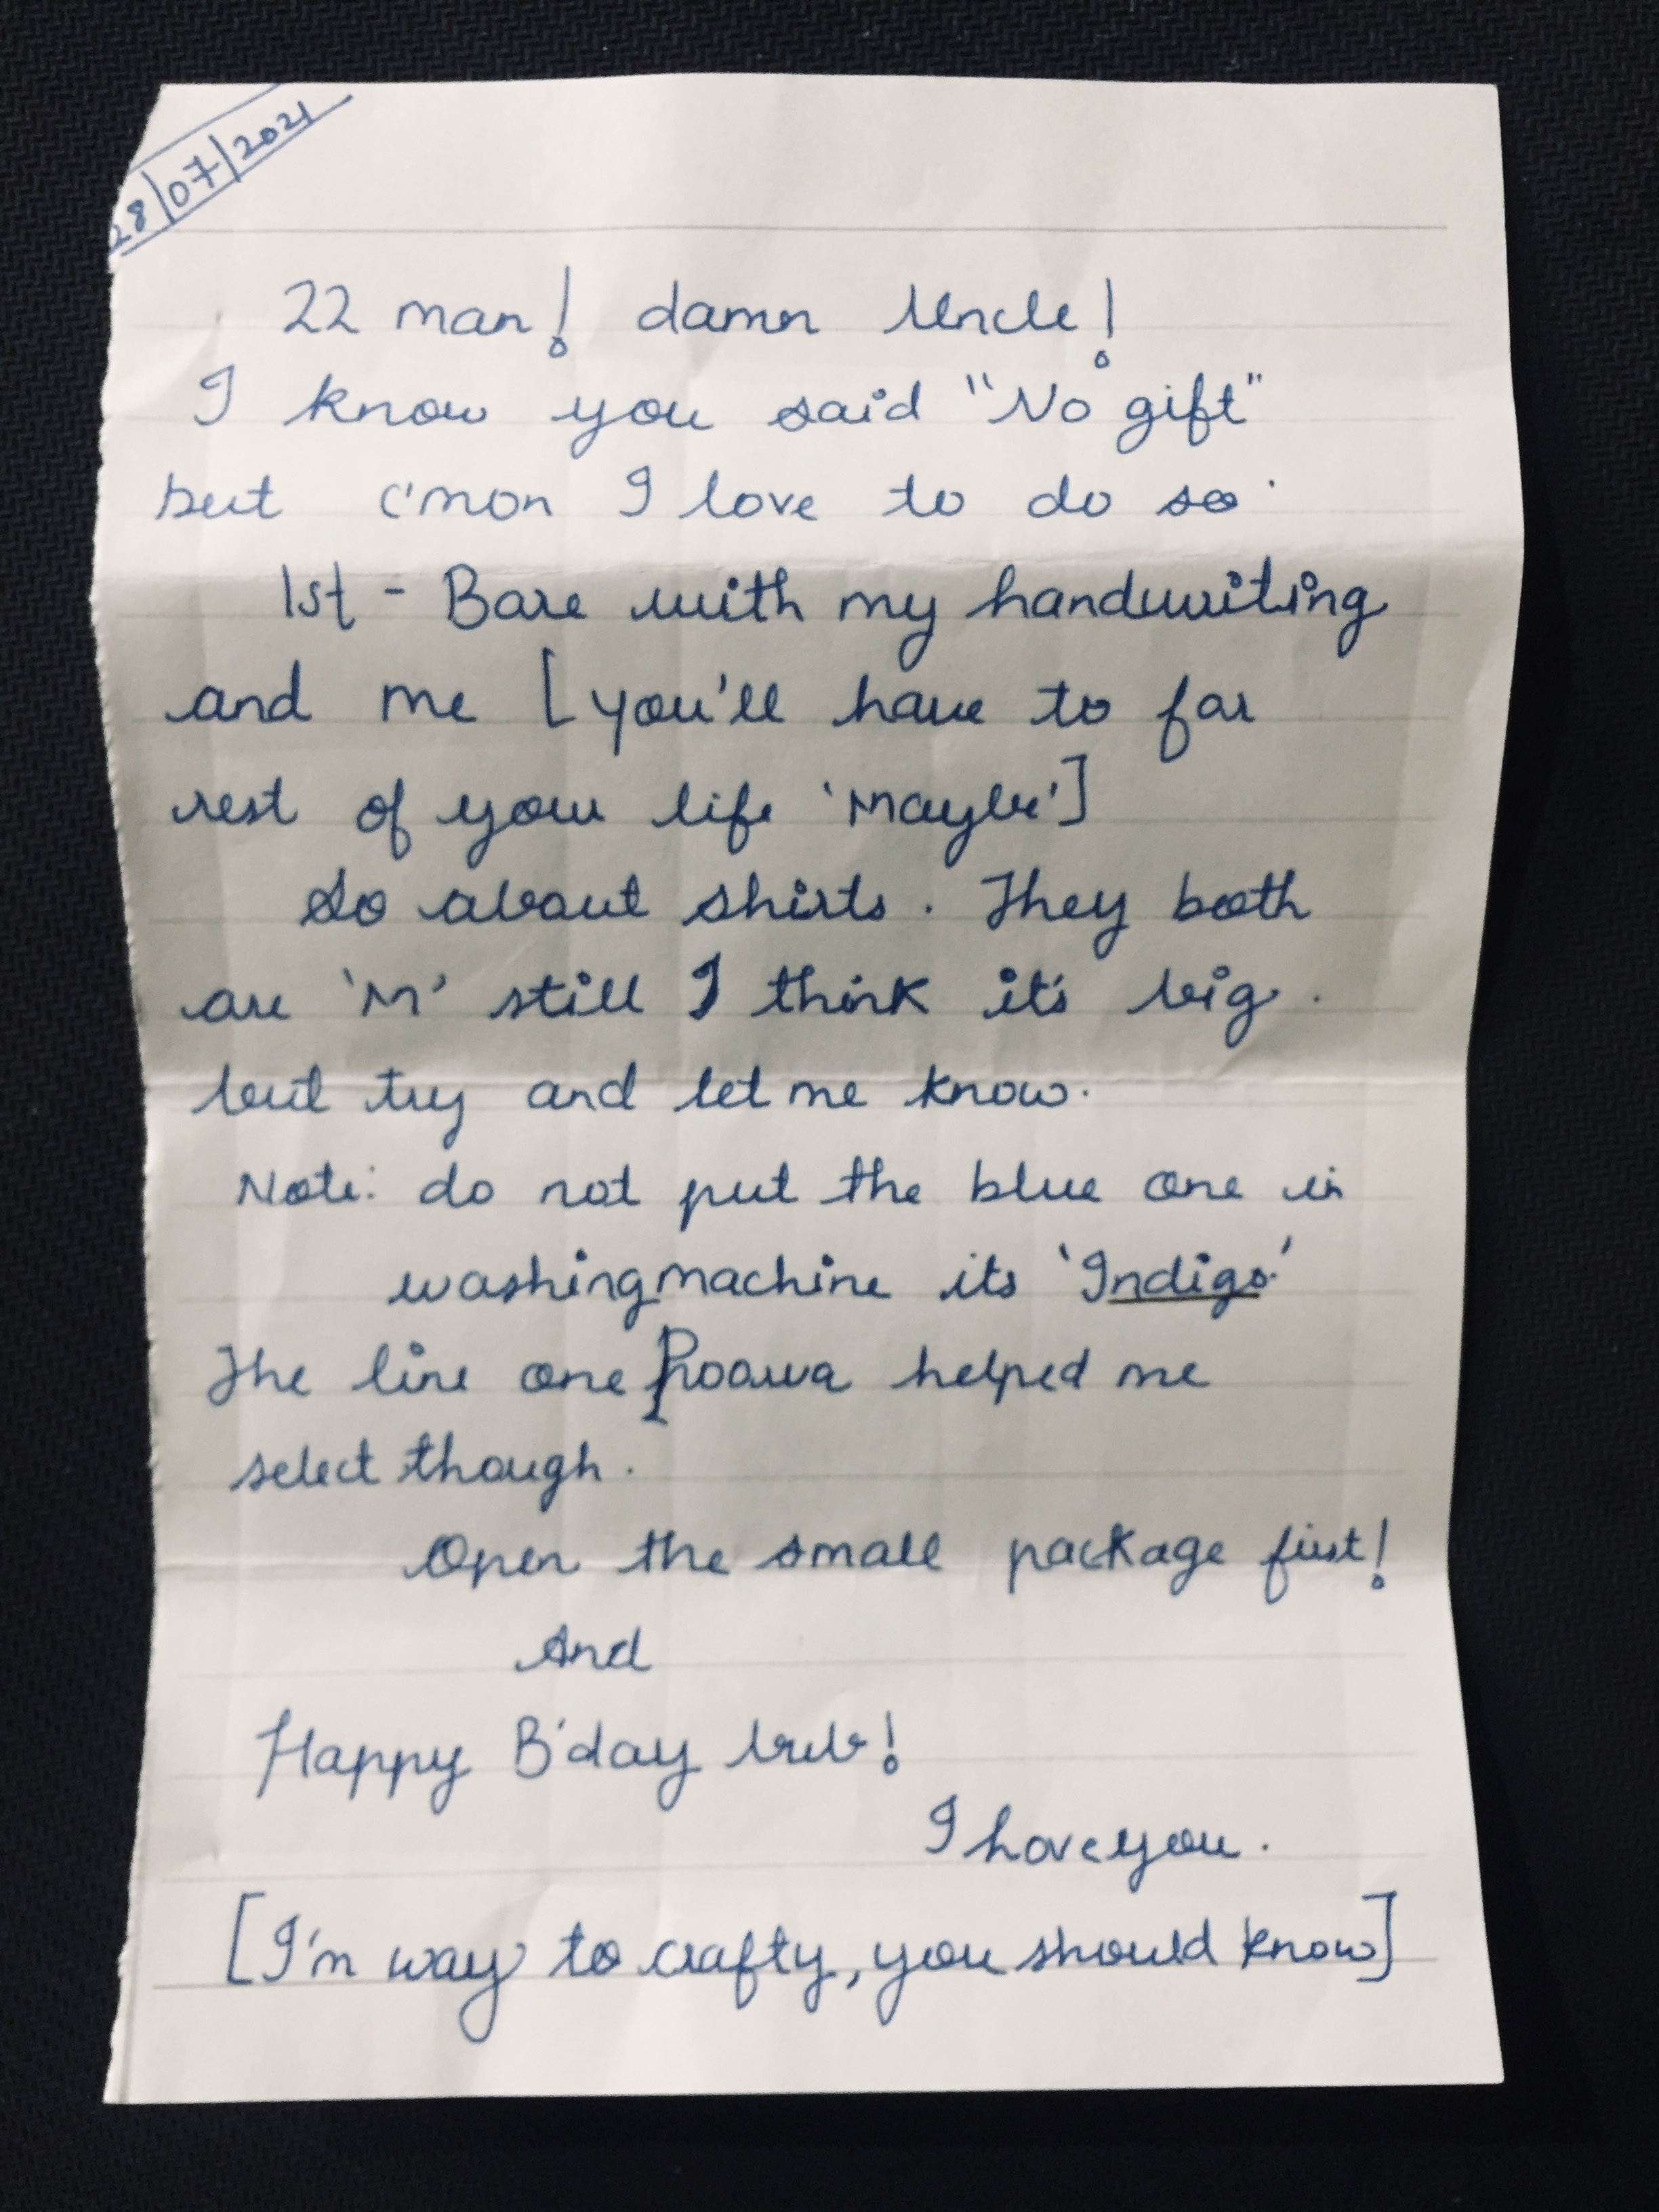 28/07/2021
22 man! damn Uncle!
I know you said "No gift"
but c'mon I love to do so.
1st - Bare with my handwriting
and me [you'll have to for
rest of your life 'Maybe']
So about shirts. They both
are 'M' still I think it's big.
but try and let me know.
Note: do not put the blue one in
washing machine its 'Indigo'
The line one helped me
select though.
Open the small package first!
And
Happy B'day bub!
I Love you.
[I'm way to crafty, you should know]